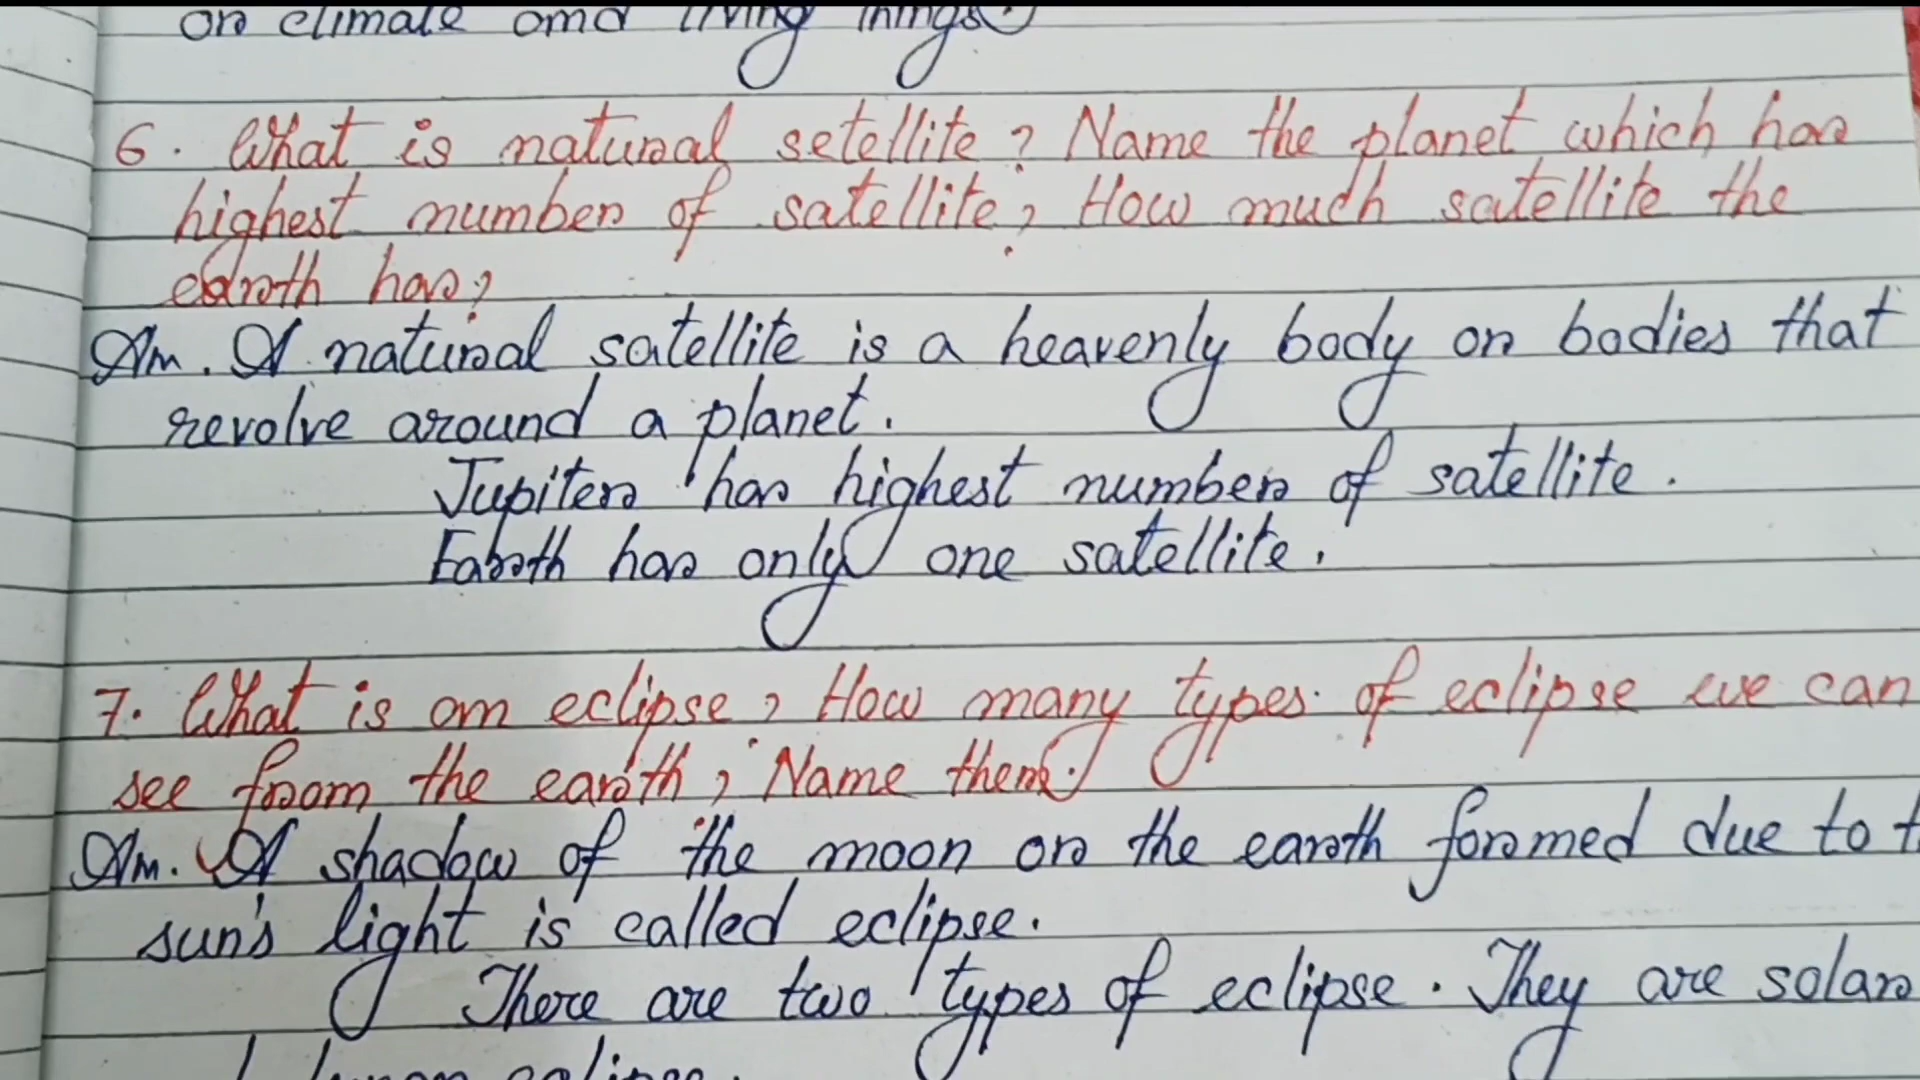 on climate and living things.
6. What is natural setellite? Name the planet which has
highest number of satellite? How much satellite the
earth has?
Ans. A natural satellite is a heavenly body or bodies that
revolve around a planet.
Jupiter has highest number of satellite.
Earth has only one satellite.
7. What is an eclipse? How many types of eclipse we can
see from the earth? Name them.
Ans. A shadow of the moon on the earth formed due to
sun's light is called eclipse.
There are two types of eclipse. They are solar
lunar eclipse.